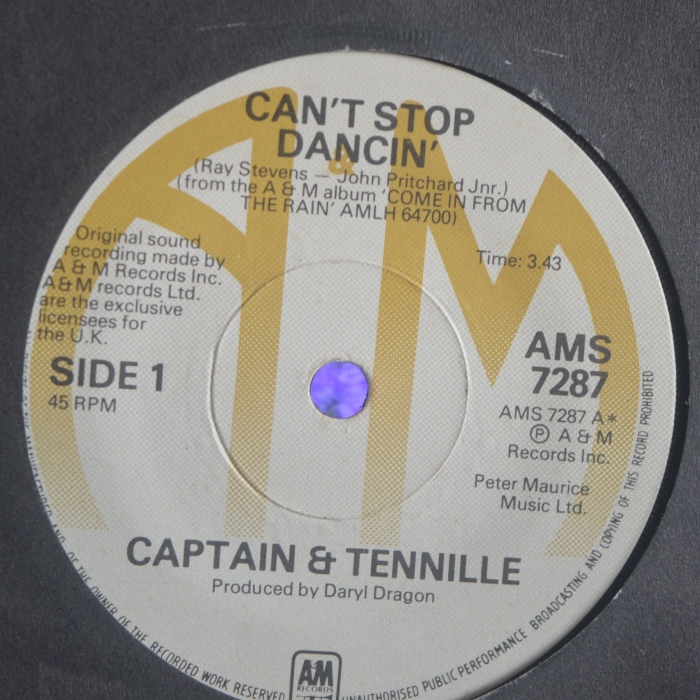 CAN'T STOP
DANCIN'
(Ray Stevens — John Pritchard Jnr.)
(from the A & M album 'COME IN FROM
THE RAIN' AMLH 64700)
Original sound
recording made by
A & M Records Inc.
A & M records Ltd.
are the exclusive
licensees for
the U.K.
Time: 3.43
SIDE 1
45 RPM
AMS
7287
AMS 7287 A*
Ⓟ A & M
Records Inc.
Peter Maurice
Music Ltd.
CAPTAIN & TENNILLE
Produced by Daryl Dragon
AND OF THE OWNER OF THE RECORDED WORK RESERVED
UNAUTHORISED PUBLIC PERFORMANCE BROADCASTING AND COPYING OF THIS RECORD PROHIBITED
A&M
RECORDS